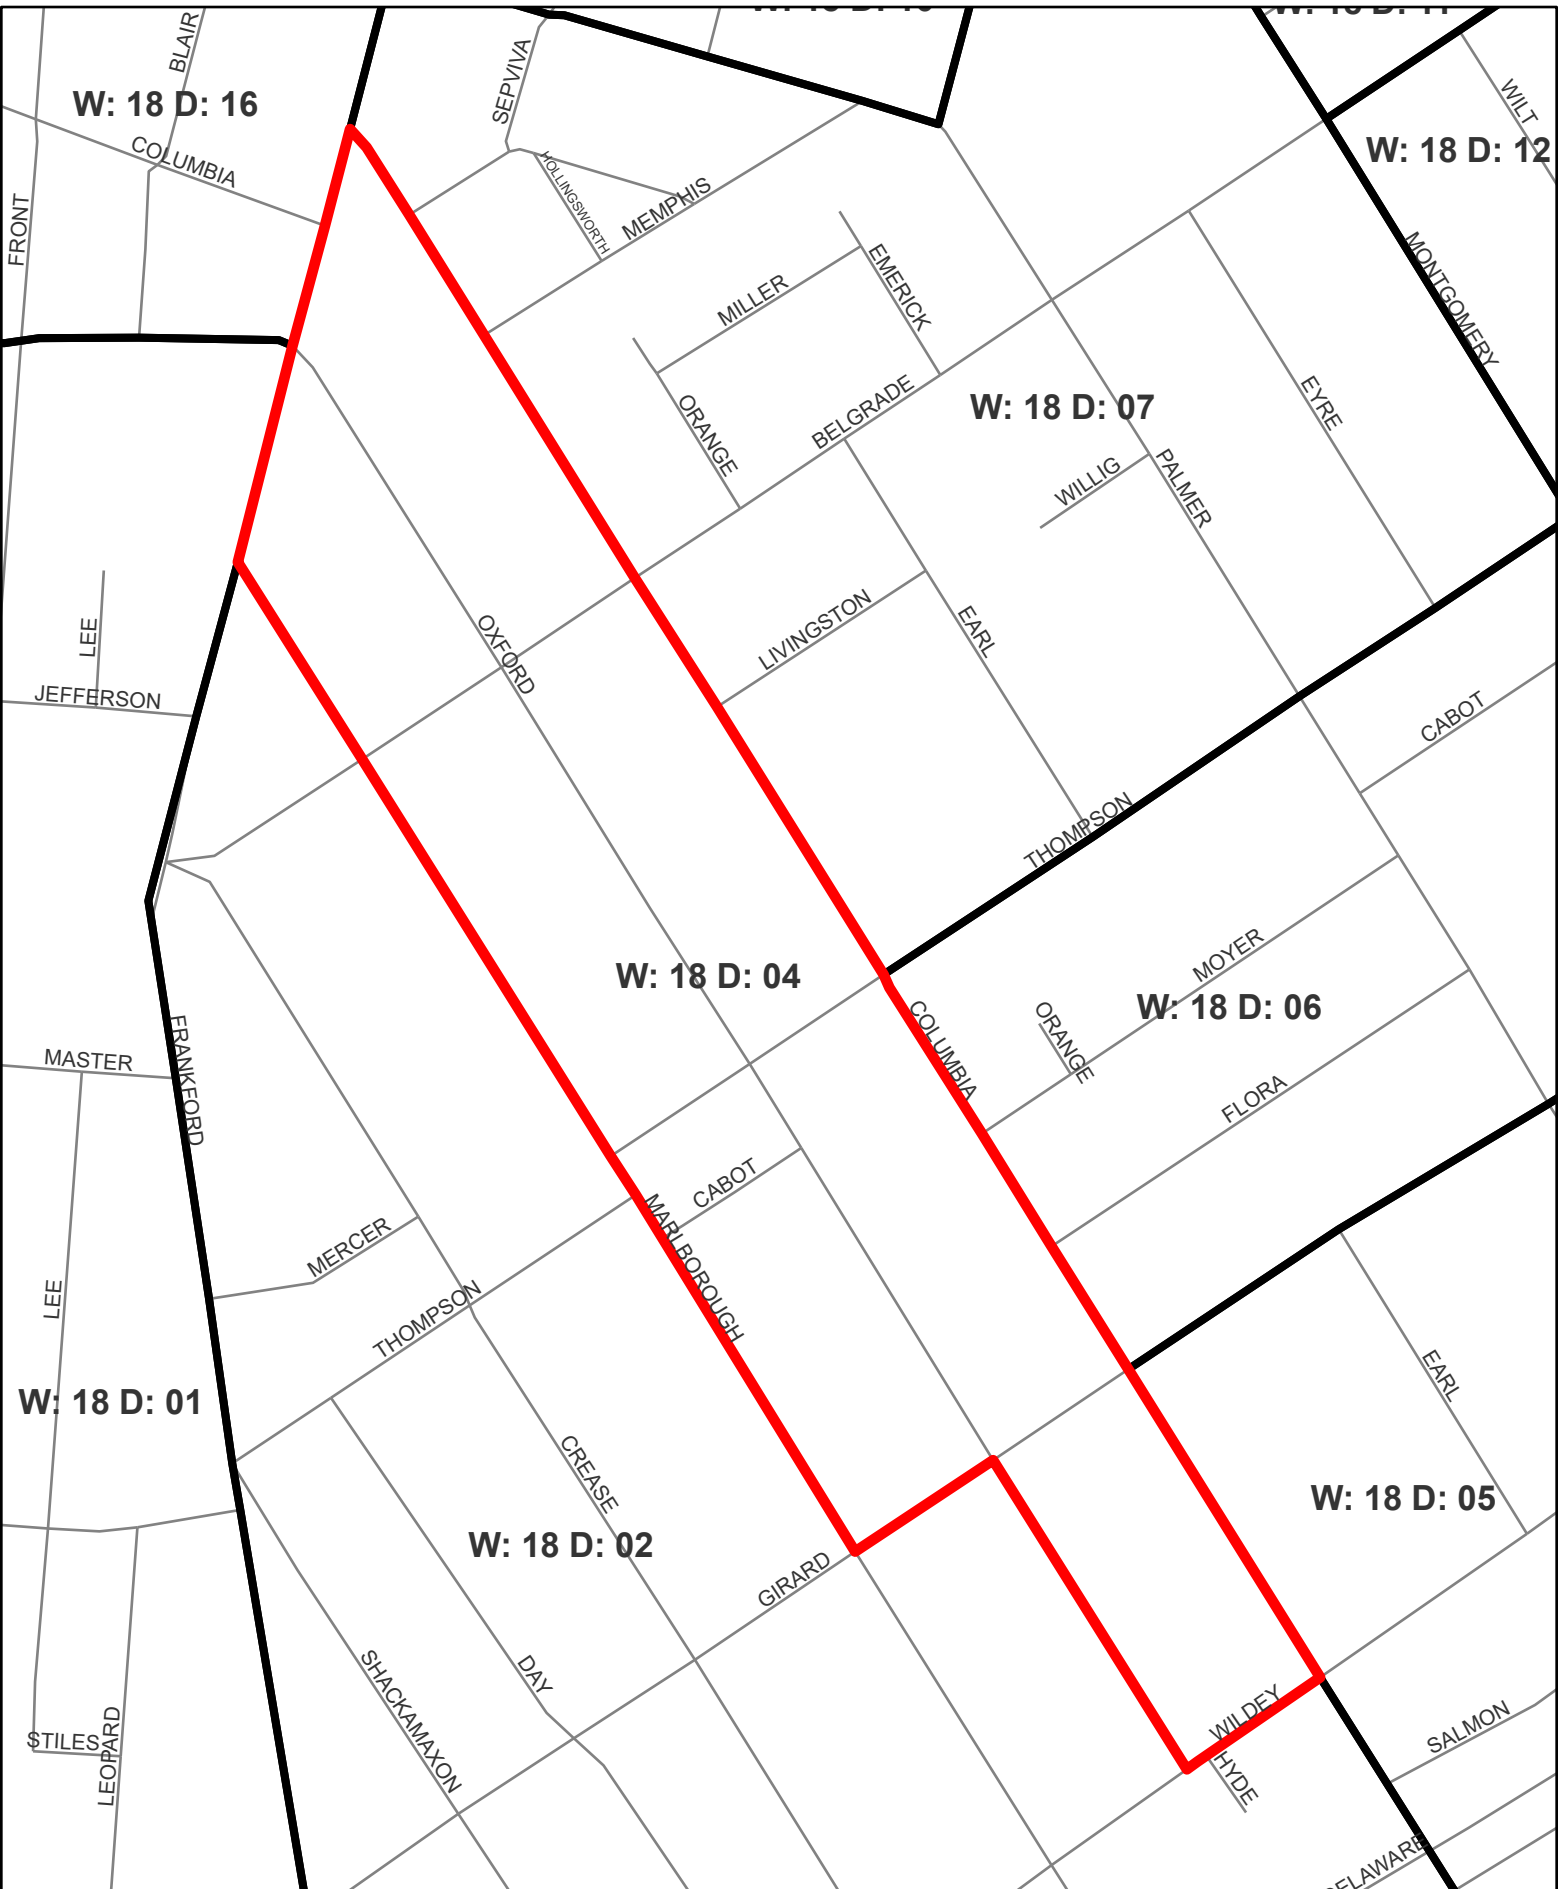 BLAIR
SEPVIVA
W: 18 D: 16
WILT
COLUMBIA
W: 18 D: 12
HOLLINGSWORTH
MEMPHIS
FRONT
MILLER
EMERICK
MONTGOMERY
ORANGE
BELGRADE
W: 18 D: 07
EYRE
WILLIG
PALMER
LEE
LIVINGSTON
EARL
OXFORD
JEFFERSON
CABOT
THOMPSON
MOYER
W: 18 D: 04
W: 18 D: 06
COLUMBIA
ORANGE
MASTER
FRANKFORD
FLORA
CABOT
MARLBOROUGH
MERCER
LEE
THOMPSON
W: 18 D: 01
EARL
CREASE
W: 18 D: 05
W: 18 D: 02
GIRARD
SHACKAMAXON
DAY
WILDEY
SALMON
STILES
LEOPARD
HYDE
DELAWARE